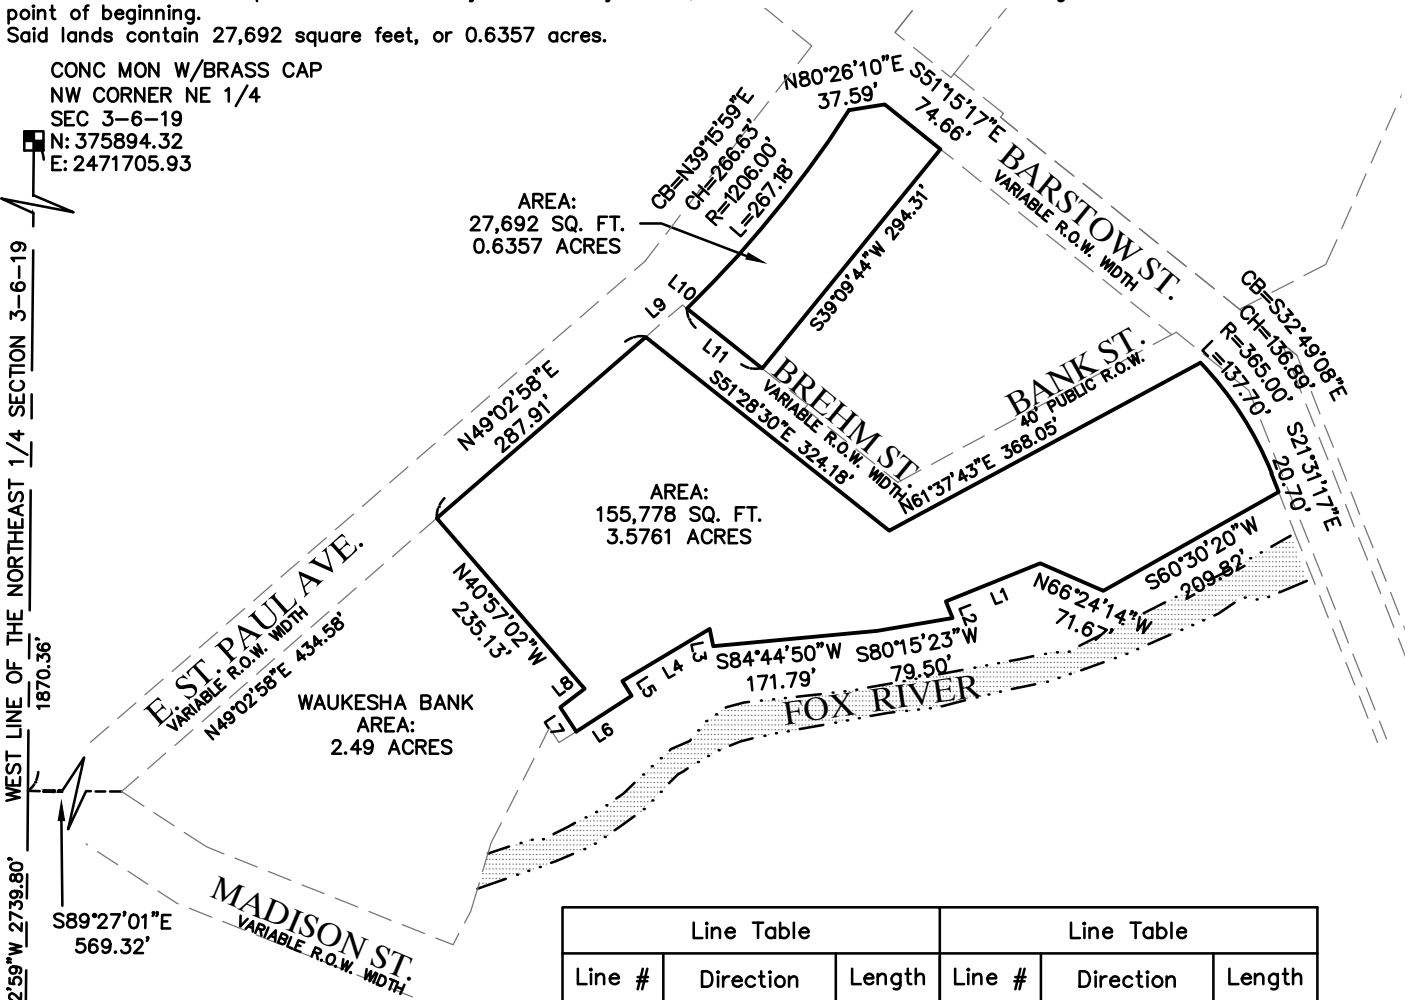 point of beginning.
Said lands contain 27,692 square feet, or 0.6357 acres.
CONC MON W/BRASS CAP
NW CORNER NE 1/4
SEC 3-6-19
N: 375894.32
E: 2471705.93
N80°26'10"E
37.59'
S51°15'17"E
74.66'
CB=N39°15'59"E
CH=266.63'
R=1206.00'
L=267.18'
AREA:
27,692 SQ. FT.
0.6357 ACRES
BARSTOW ST.
VARIABLE R.O.W. WIDTH
S39°09'44"W 294.31'
L10
L9
L11
CB=S32°49'08"E
CH=136.89'
R=365.00'
L=137.70'
BREHM ST.
VARIABLE R.O.W. WIDTH
S51°28'30"E 324.18'
BANK ST.
40' PUBLIC R.O.W.
N61°37'43"E 368.05'
S21°31'17"E
20.70'
N49°02'58"E
287.91'
AREA:
155,778 SQ. FT.
3.5761 ACRES
S60°30'20"W
209.82'
N66°24'14"W
71.67'
L1
L2
S80°15'23"W
79.50'
S84°44'50"W
171.79'
L3
L4
L5
L6
L7
L8
N40°57'02"W
235.13'
FOX RIVER
E. ST. PAUL AVE.
VARIABLE R.O.W. WIDTH
N49°02'58"E 434.58'
WAUKESHA BANK
AREA:
2.49 ACRES
WEST LINE OF THE NORTHEAST 1/4 SECTION 3-6-19
1870.36'
2'59"W 2739.80'
S89°27'01"E
569.32'
MADISON ST.
VARIABLE R.O.W. WIDTH
Line Table Line Table
Line # Direction Length Line # Direction Length